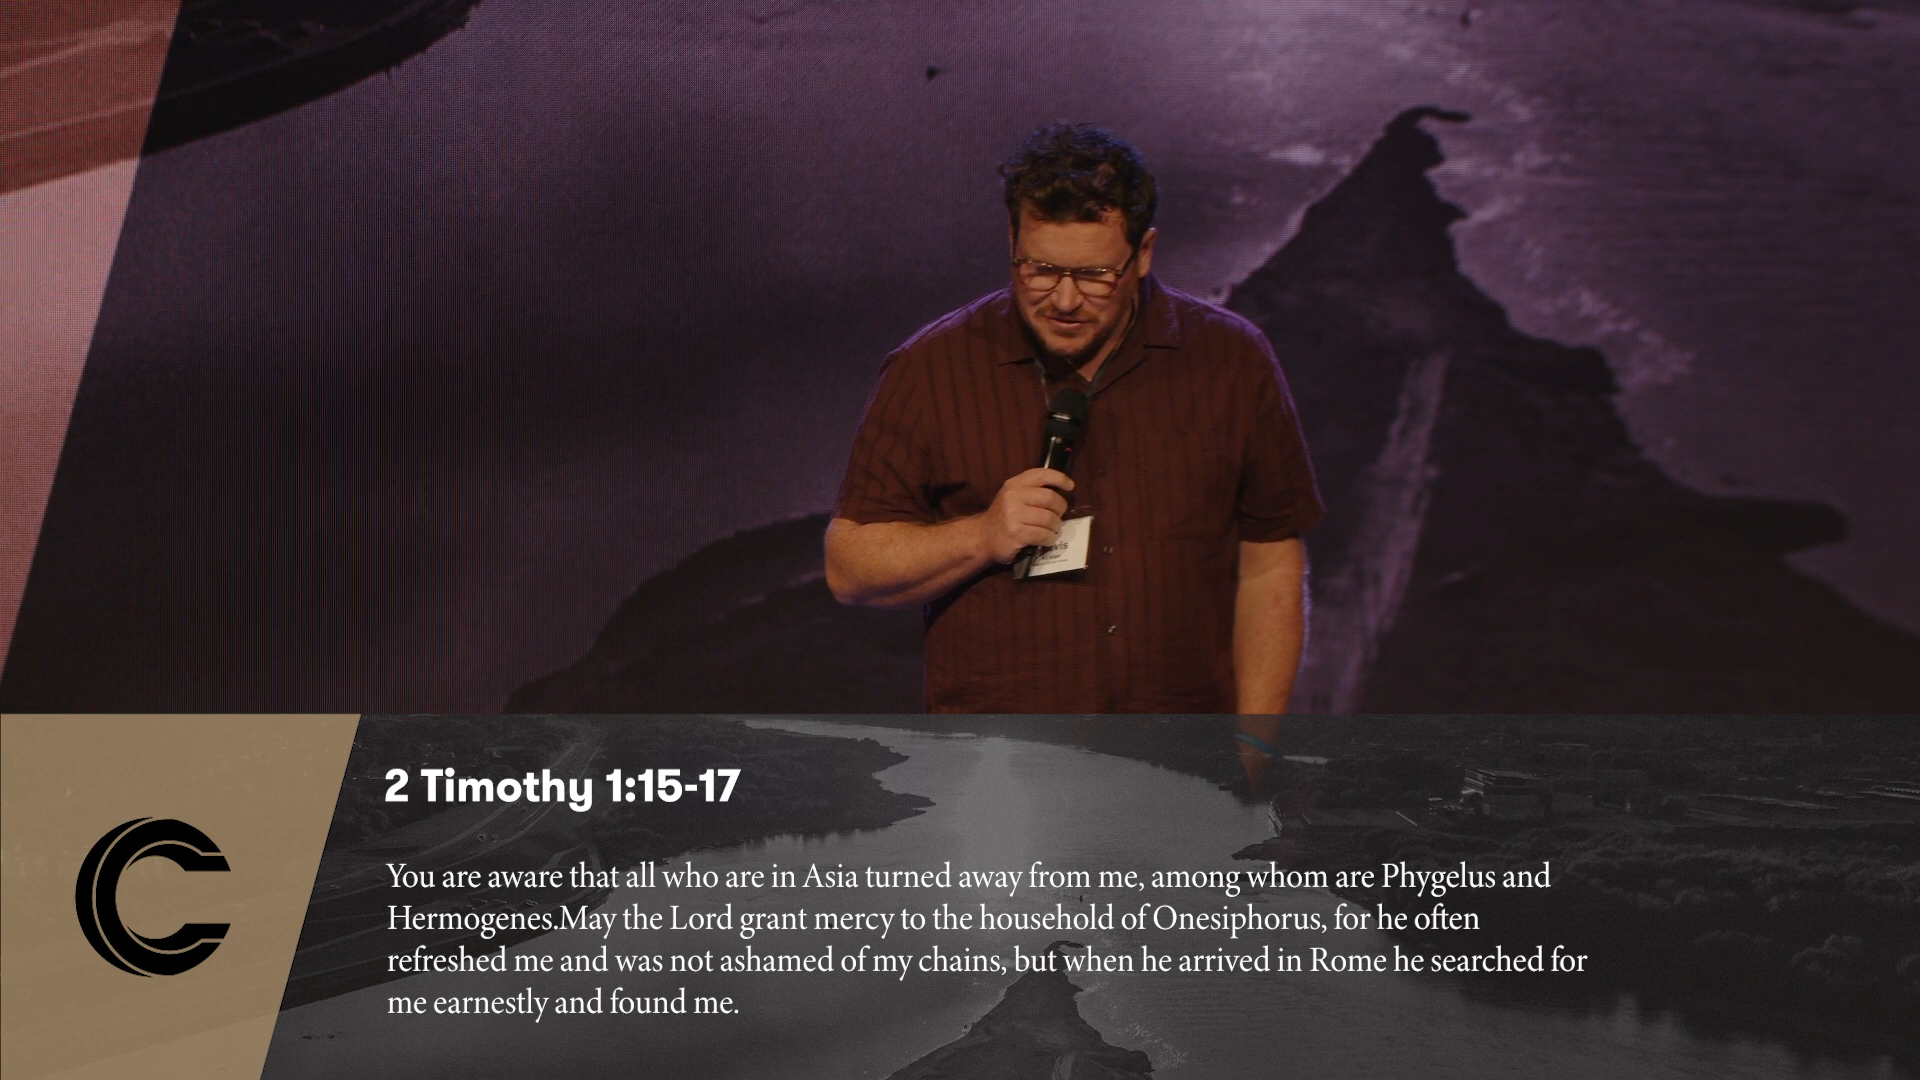 2 Timothy 1:15-17
You are aware that all who are in Asia turned away from me, among whom are Phygelus and
Hermogenes.May the Lord grant mercy to the household of Onesiphorus, for he often
refreshed me and was not ashamed of my chains, but when he arrived in Rome he searched for
me earnestly and found me.